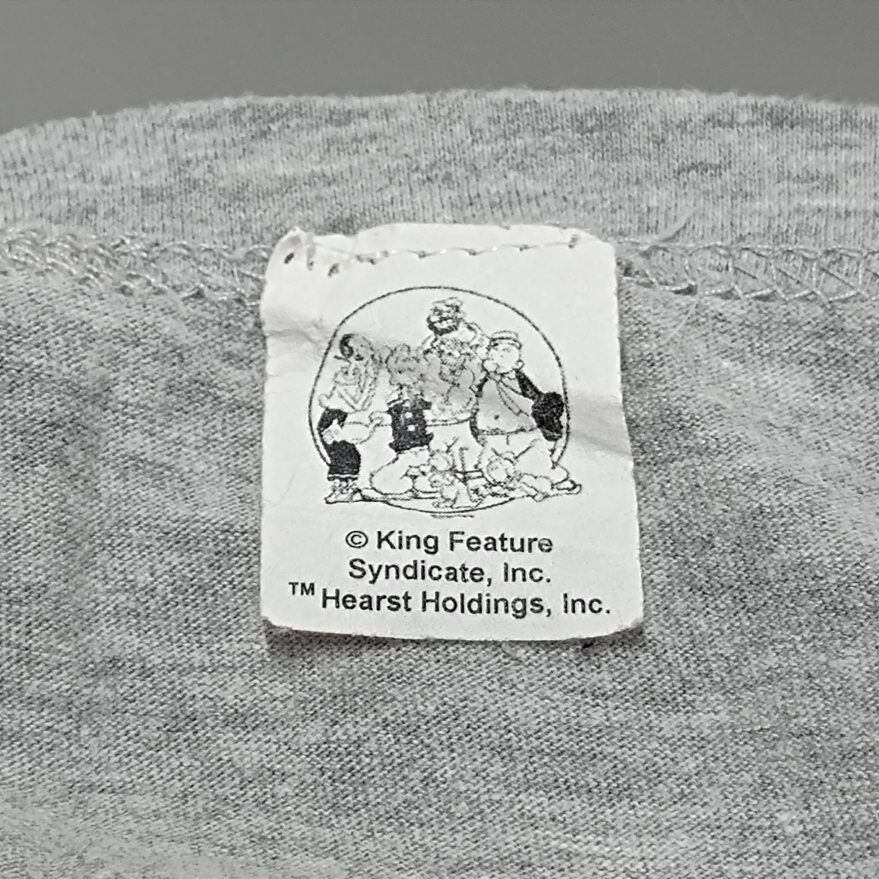 © King Feature
Syndicate, Inc.
™ Hearst Holdings, Inc.